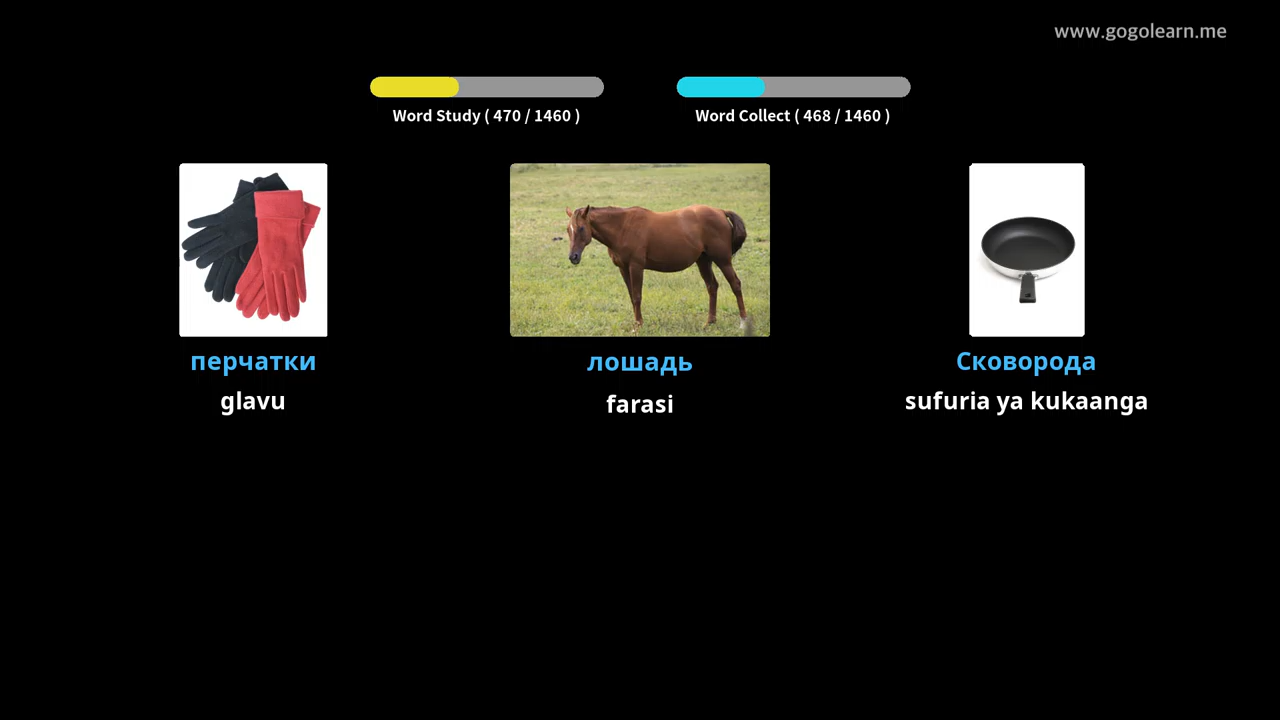 www.gogolearn.me
Word Study ( 470 / 1460 )
Word Collect ( 468 / 1460 )
перчатки
лошадь
Сковорода
glavu
farasi
sufuria ya kukaanga